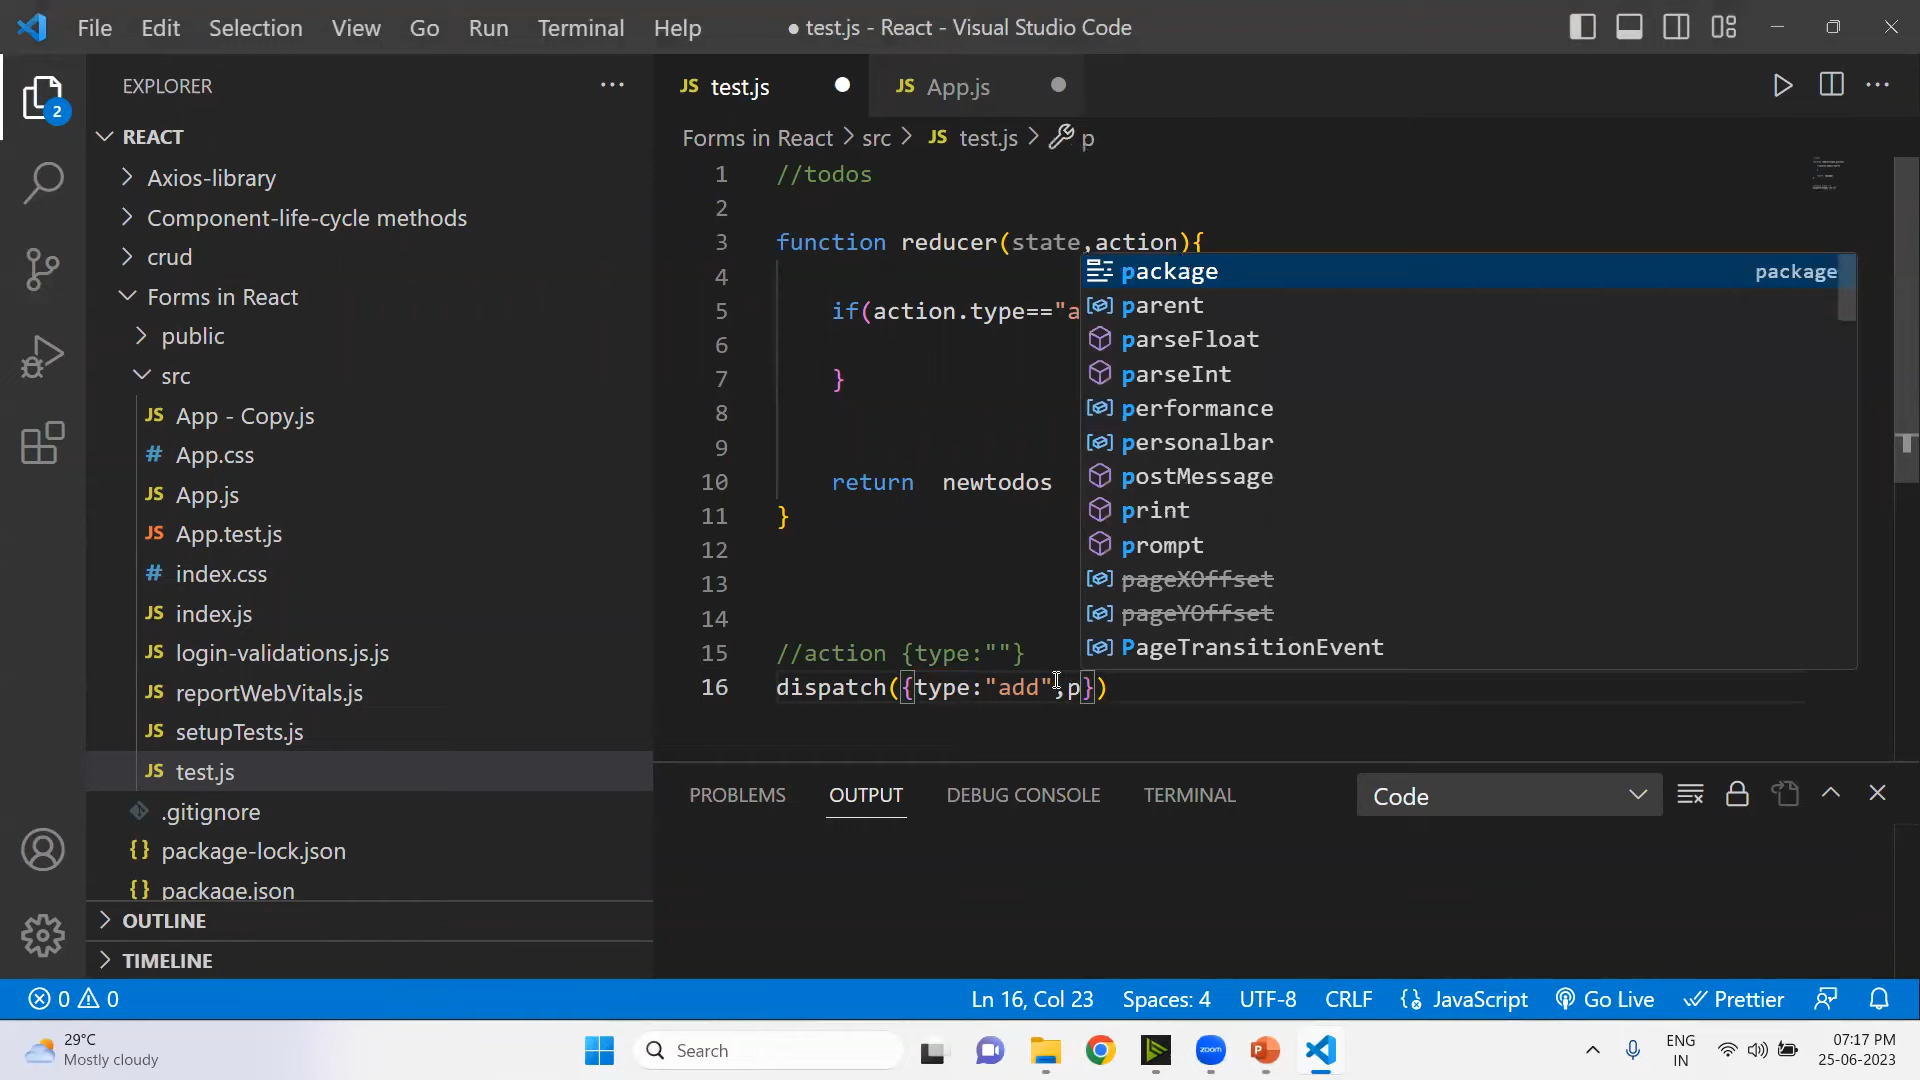 File Edit Selection View Go Run Terminal Help
● test.js - React - Visual Studio Code
EXPLORER
2
REACT
Axios-library
Component-life-cycle methods
crud
Forms in React
public
src
JS App - Copy.js
# App.css
JS App.js
JS App.test.js
# index.css
JS index.js
JS login-validations.js.js
JS reportWebVitals.js
JS setupTests.js
JS test.js
.gitignore
{} package-lock.json
{} package.json
OUTLINE
TIMELINE
JS test.js
JS App.js
Forms in React > src > JS test.js > p
1 //todos
2
3 function reducer(state,action){
4
5 if(action.type=="a
6
7 }
8
9
10 return newtodos
11 }
12
13
14
15 //action {type:""}
16 dispatch({type:"add",p})
package package
parent
parseFloat
parseInt
performance
personalbar
postMessage
print
prompt
pageXOffset
pageYOffset
PageTransitionEvent
PROBLEMS OUTPUT DEBUG CONSOLE TERMINAL
Code
0 0
Ln 16, Col 23 Spaces: 4 UTF-8 CRLF {} JavaScript Go Live Prettier
29°C
Mostly cloudy
Search
zoom
ENG
IN
07:17 PM
25-06-2023